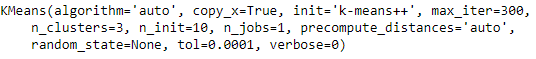 KMeans(algorithm='auto', copy_x=True, init='k-means++', max_iter=300,
    n_clusters=3, n_init=10, n_jobs=1, precompute_distances='auto',
    random_state=None, tol=0.0001, verbose=0)